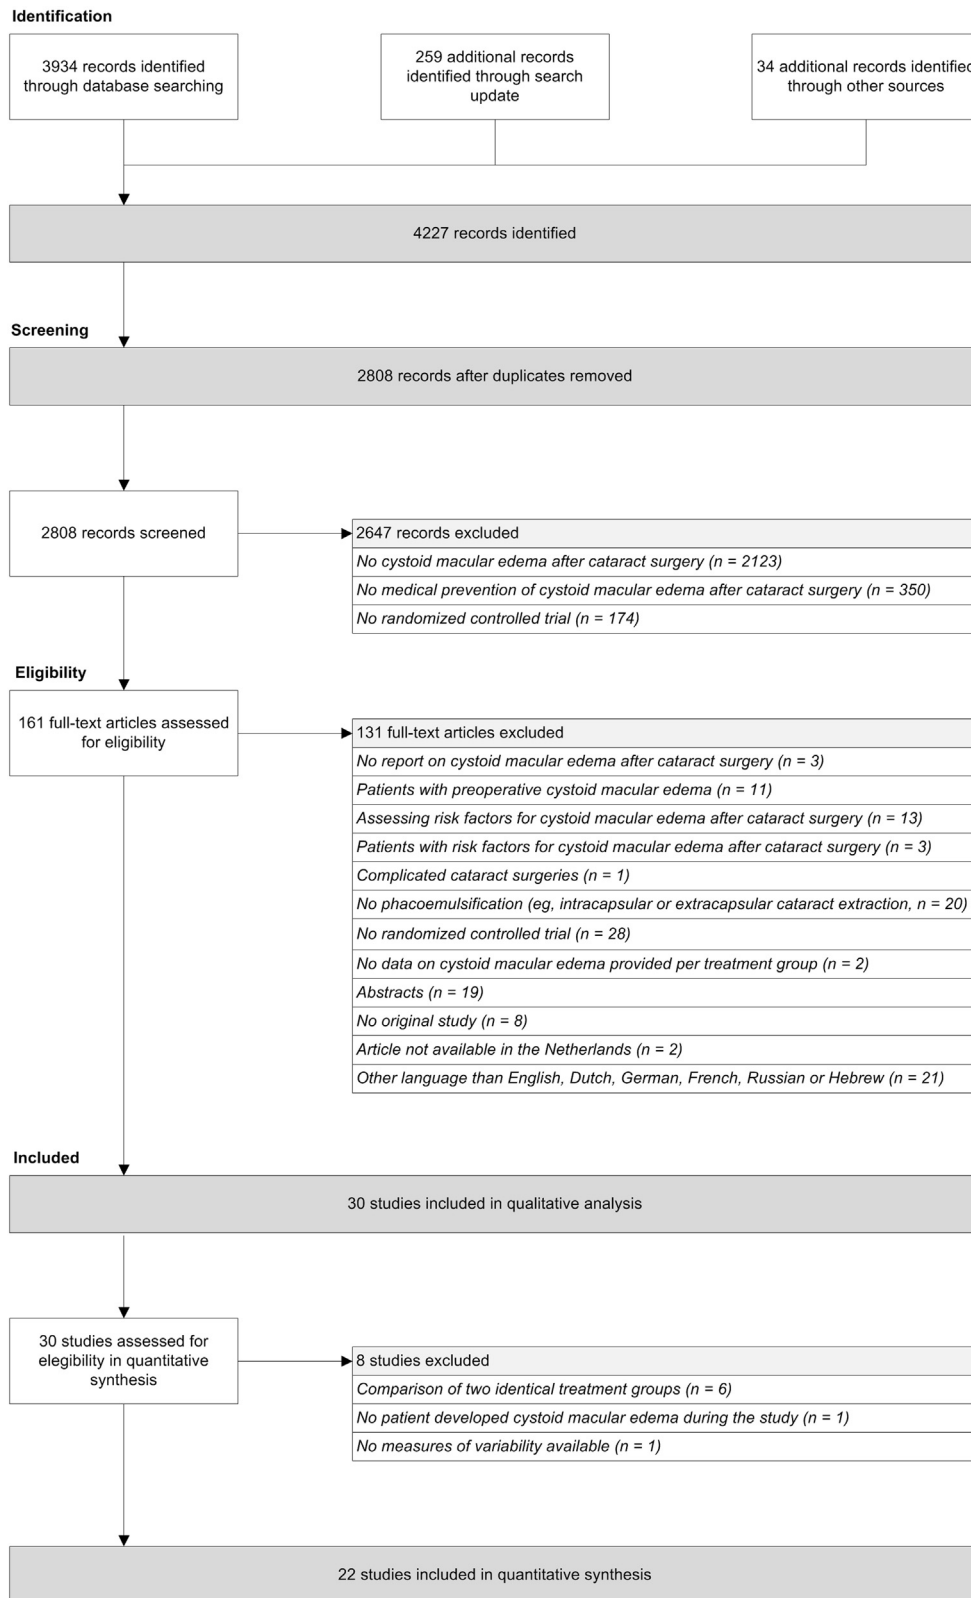 Identification
3934 records identified
through database searching
259 additional records
identified through search
update
34 additional records identified
through other sources
4227 records identified
Screening
2808 records after duplicates removed
2808 records screened
2647 records excluded
No cystoid macular edema after cataract surgery (n = 2123)
No medical prevention of cystoid macular edema after cataract surgery (n = 350)
No randomized controlled trial (n = 174)
Eligibility
161 full-text articles assessed
for eligibility
131 full-text articles excluded
No report on cystoid macular edema after cataract surgery (n = 3)
Patients with preoperative cystoid macular edema (n = 11)
Assessing risk factors for cystoid macular edema after cataract surgery (n = 13)
Patients with risk factors for cystoid macular edema after cataract surgery (n = 3)
Complicated cataract surgeries (n = 1)
No phacoemulsification (eg, intracapsular or extracapsular cataract extraction, n = 20)
No randomized controlled trial (n = 28)
No data on cystoid macular edema provided per treatment group (n = 2)
Abstracts (n = 19)
No original study (n = 8)
Article not available in the Netherlands (n = 2)
Other language than English, Dutch, German, French, Russian or Hebrew (n = 21)
Included
30 studies included in qualitative analysis
30 studies assessed for
elegibility in quantitative
synthesis
8 studies excluded
Comparison of two identical treatment groups (n = 6)
No patient developed cystoid macular edema during the study (n = 1)
No measures of variability available (n = 1)
22 studies included in quantitative synthesis